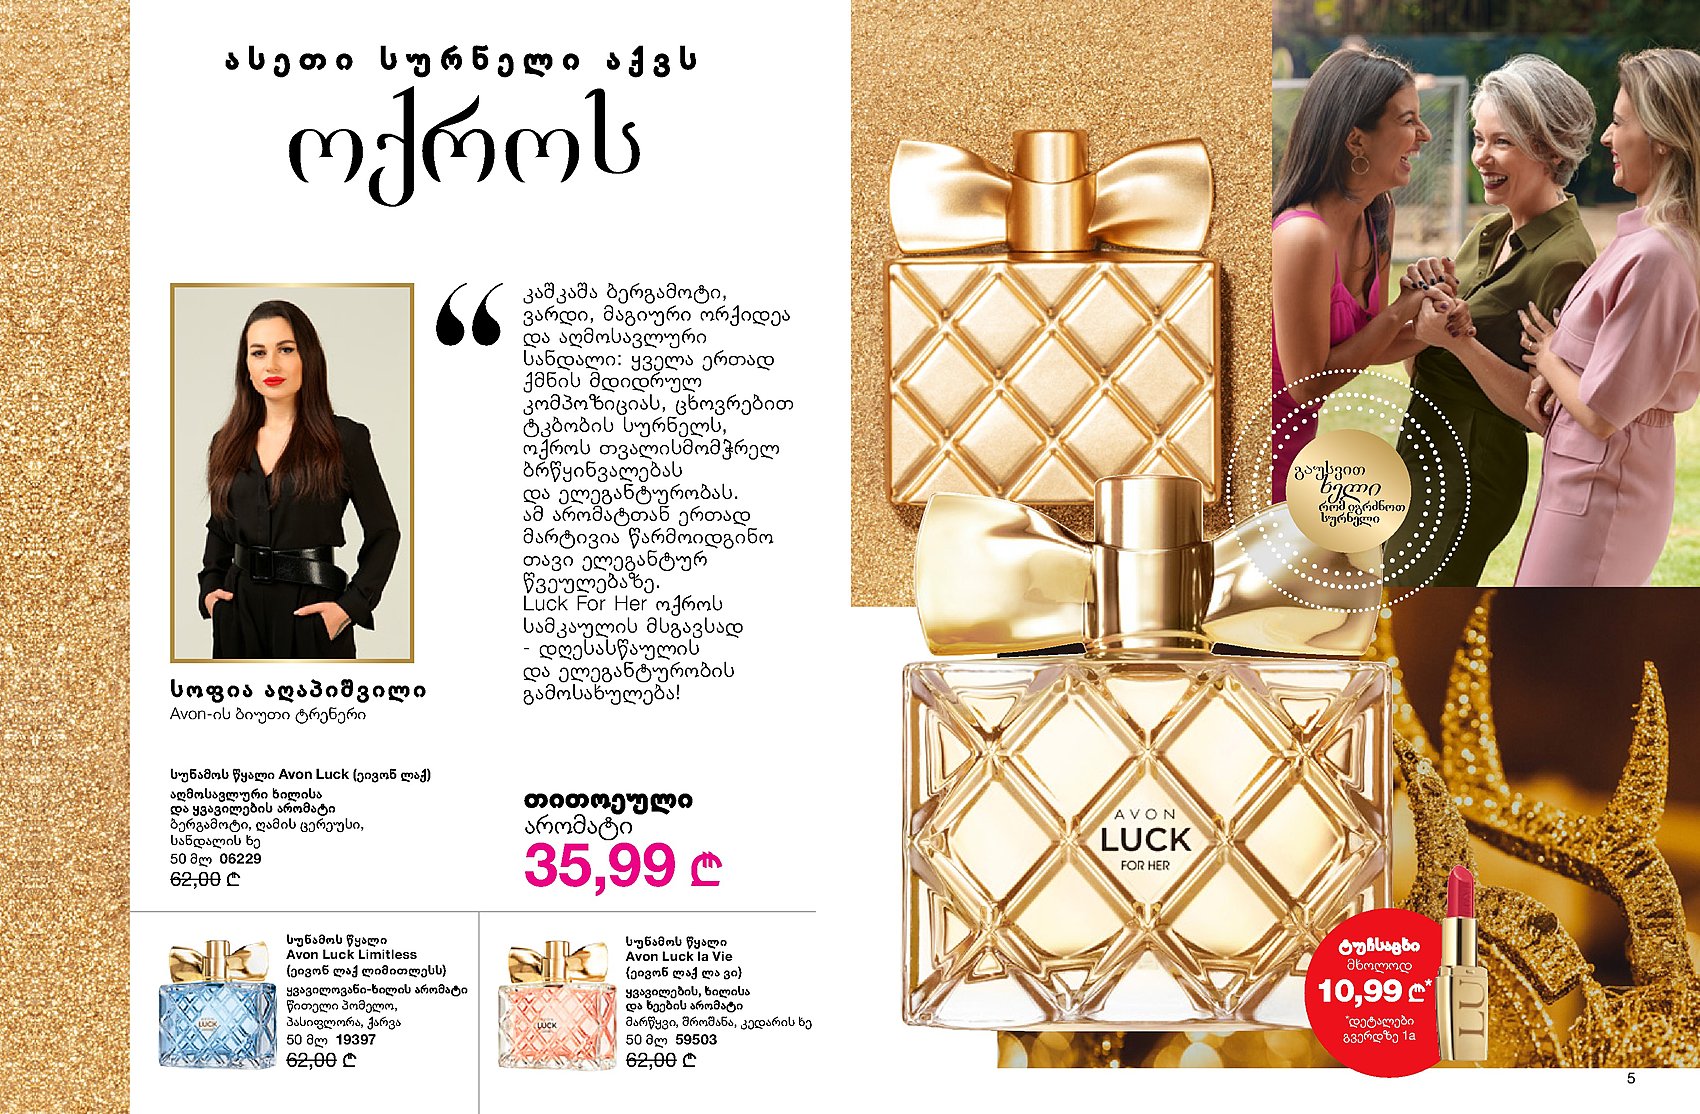 ასეთი სურნელი აქვს
ოქროს
“
კაშკაშა ბერგამოტი,
ვარდი, მაგიური ორქიდეა
და აღმოსავლური
სანდალი: ყველა ერთად
ქმნის მდიდრულ
კომპოზიციას, ცხოვრებით
ტკბობის სურნელს,
ოქროს თვალისმომჭრელ
ბრწყინვალებას
და ელეგანტურობას.
ამ არომატთან ერთად
მარტივია წარმოიდგინო
თავი ელეგანტურ
წვეულებაზე.
Luck For Her ოქროს
სამკაულის მსგავსად
- დღესასწაულის
და ელეგანტურობის
გამოსახულება!
სოფია აღაპიშვილი
Avon-ის ბიუთი ტრენერი
სუნამოს წყალი Avon Luck (ეივონ ლაქ)
აღმოსავლური ხილისა
და ყვავილების არომატი
ბერგამოტი, ღამის ცერეუსი,
სანდალის ხე
50 მლ 06229
62,00 ₾
თითოეული
არომატი
35,99 ₾
სუნამოს წყალი
Avon Luck Limitless
(ეივონ ლაქ ლიმითლესს)
ყვავილოვანი-ხილის არომატი
წითელი პომელო,
პასიფლორა, ქარვა
50 მლ 19397
62,00 ₾
LUCK
სუნამოს წყალი
Avon Luck la Vie
(ეივონ ლაქ ლა ვი)
ყვავილების, ხილისა
და ხეების არომატი
მარწყვი, შროშანა, კედარის ხე
50 მლ 59503
62,00 ₾
LUCK
გაუსვით
ხელი
რომ იგრძნოთ
სურნელი
AVON
LUCK
FOR HER
ტუჩსაცხი
მხოლოდ
10,99 ₾*
*დეტალები
გვერდზე 1a
LU
5